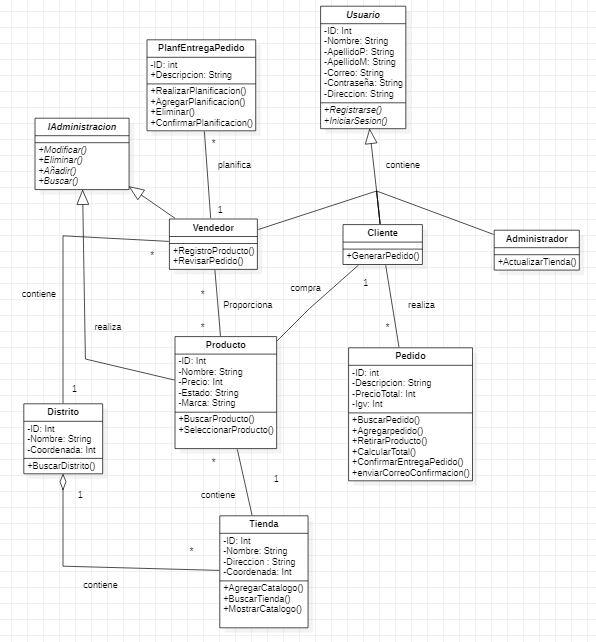 Usuario
-ID: Int
-Nombre: String
-ApellidoP: String
-ApellidoM: String
-Correo: String
-Contraseña: String
-Direccion: String
+Registrarse()
+IniciarSesion()
PlanfEntregaPedido
-ID: int
+Descripcion: String
+RealizarPlanificacion()
+AgregarPlanificacion()
+Eliminar()
+ConfirmarPlanificacion()
IAdministracion
+Modificar()
+Eliminar()
+Añadir()
+Buscar()
*
planifica
1
contiene
Vendedor
+RegistroProducto()
+RevisarPedido()
Cliente
+GenerarPedido()
Administrador
+ActualizarTienda()
*
contiene
1
*
Proporciona
*
compra
1
realiza
*
realiza
Producto
-ID: Int
-Nombre: String
-Precio: Int
-Estado: String
-Marca: String
+BuscarProducto()
+SeleccionarProducto()
Pedido
-ID: int
-Descripcion: String
-PrecioTotal: Int
-Igv: Int
+BuscarPedido()
+Agregarpedido()
+RetirarProducto()
+CalcularTotal()
+ConfirmarEntregaPedido()
+enviarCorreoConfirmacion()
Distrito
-ID: Int
-Nombre: String
-Coordenada: Int
+BuscarDistrito()
*
1
contiene
1
*
contiene
Tienda
-ID: Int
-Nombre: String
-Direccion : String
-Coordenada: Int
+AgregarCatalogo()
+BuscarTienda()
+MostrarCatalogo()